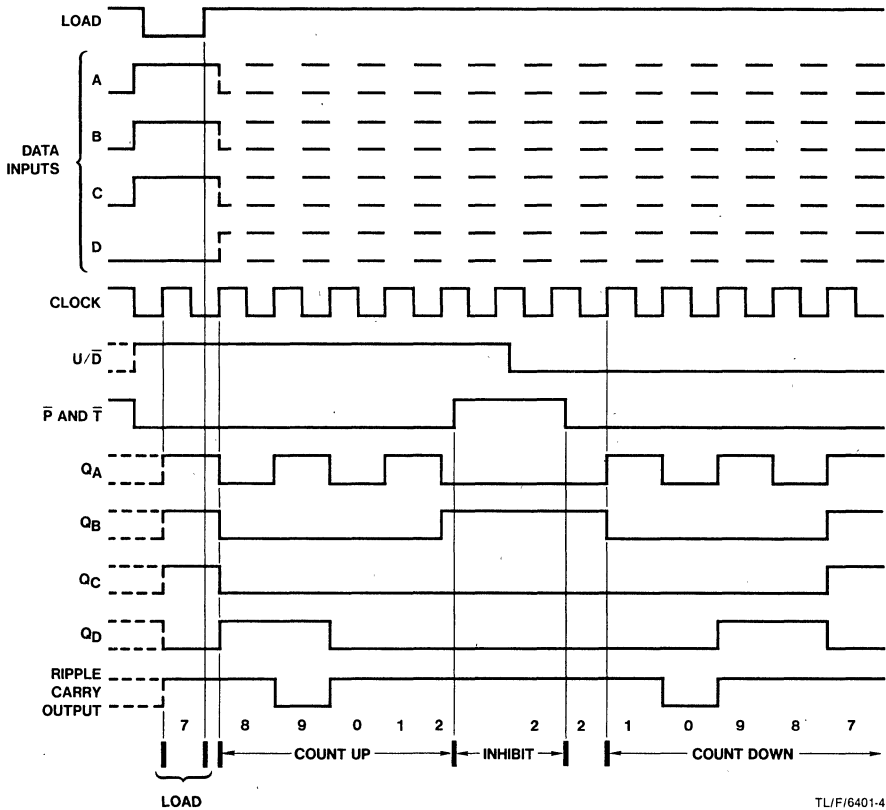 LOAD
A
B
DATA
INPUTS
C
D
CLOCK
U/D̅
P̅ AND T̅
QA
QB
QC
QD
RIPPLE
CARRY
OUTPUT
7 8 9 0 1 2 2 2 1 0 9 8 7
COUNT UP INHIBIT COUNT DOWN
LOAD
TL/F/6401-4